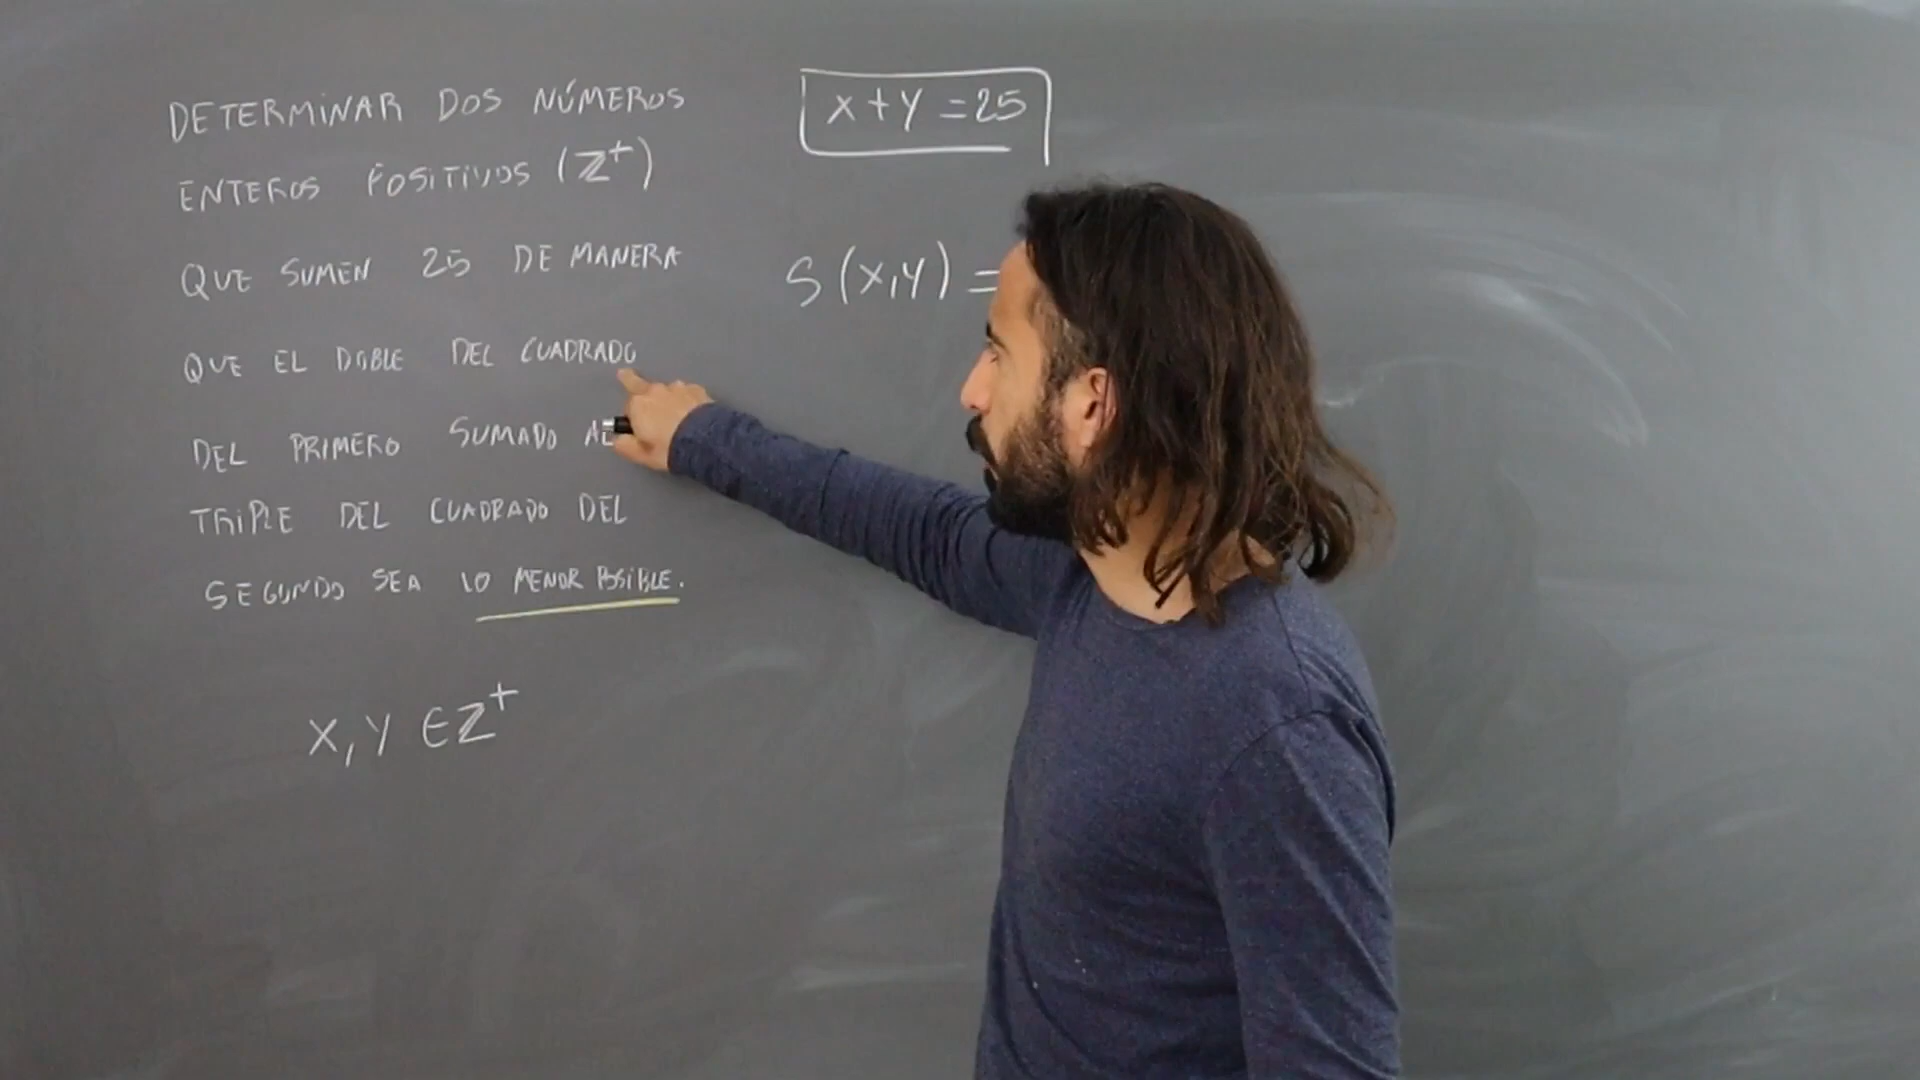 DETERMINAR DOS NÚMEROS
ENTEROS POSITIVOS (Z⁺)
QUE SUMEN 25 DE MANERA
QUE EL DOBLE DEL CUADRADO
DEL PRIMERO SUMADO AL
TRIPLE DEL CUADRADO DEL
SEGUNDO SEA LO MENOR POSIBLE.
X, Y ∈ Z⁺
X + Y = 25
S (X, Y) =